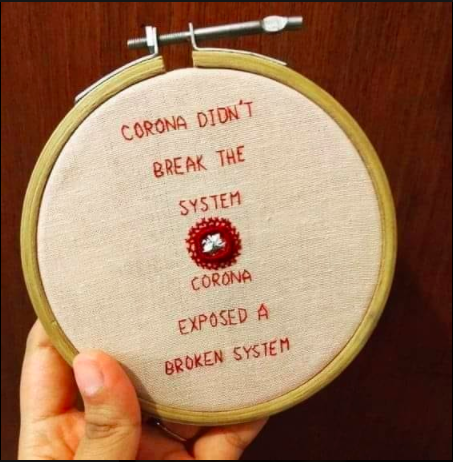 CORONA DIDN'T
BREAK THE
SYSTEM
CORONA
EXPOSED A
BROKEN SYSTEM